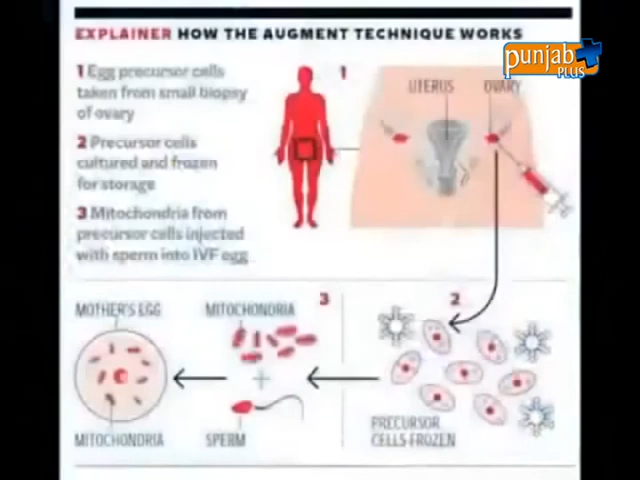 EXPLAINER HOW THE AUGMENT TECHNIQUE WORKS
punjab
PLUS
1 Egg precursor cells
taken from small biopsy
of ovary
2 Precursor cells
cultured and frozen
for storage
3 Mitochondria from
precursor cells injected
with sperm into IVF egg
1
UTERUS
OVARY
MOTHER'S EGG
MITOCHONDRIA
3
2
MITOCHONDRIA
SPERM
PRECURSOR
CELLS-FROZEN